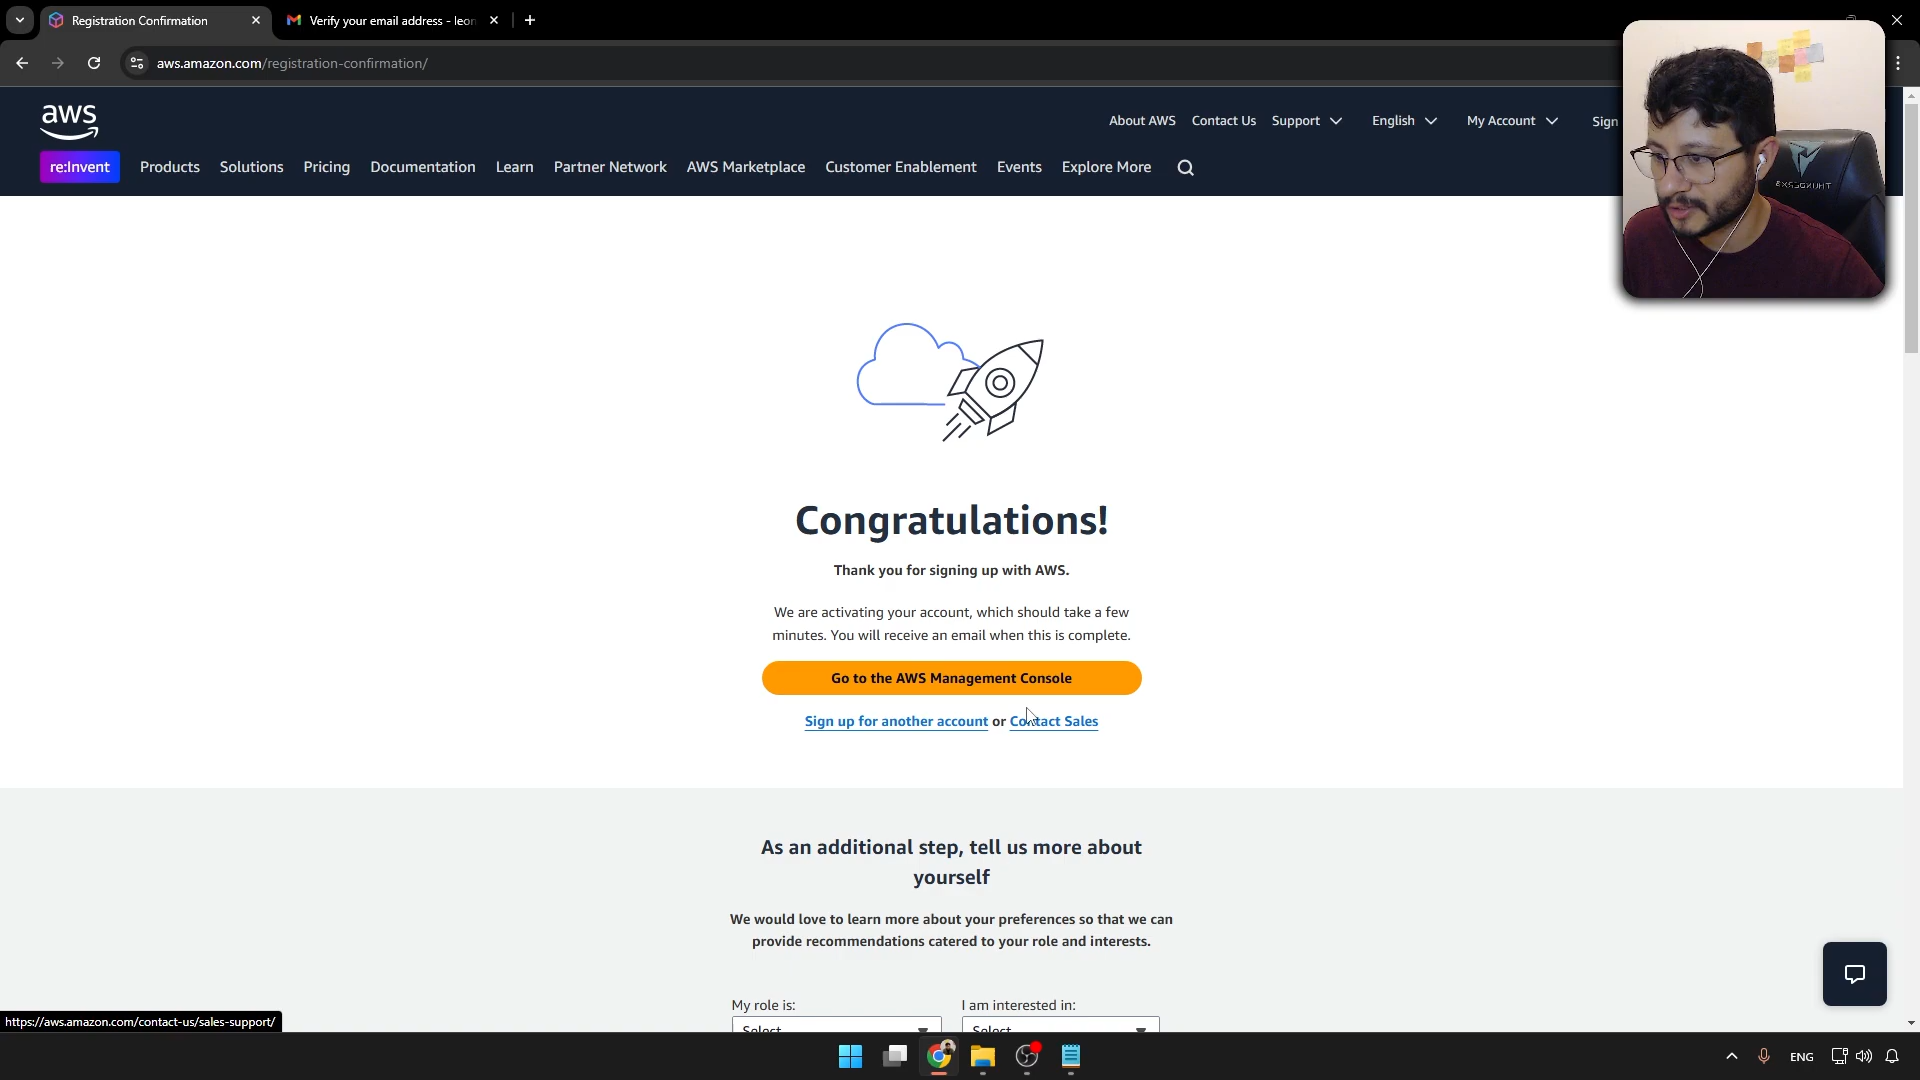 Registration Confirmation
Verify your email address - leon
aws.amazon.com/registration-confirmation/
aws
About AWS Contact Us Support English My Account Sign
re:Invent Products Solutions Pricing Documentation Learn Partner Network AWS Marketplace Customer Enablement Events Explore More
Congratulations!
Thank you for signing up with AWS.
We are activating your account, which should take a few
minutes. You will receive an email when this is complete.
Go to the AWS Management Console
Sign up for another account or Contact Sales
As an additional step, tell us more about
yourself
We would love to learn more about your preferences so that we can
provide recommendations catered to your role and interests.
My role is: I am interested in:
Select Select
https://aws.amazon.com/contact-us/sales-support/
ENG